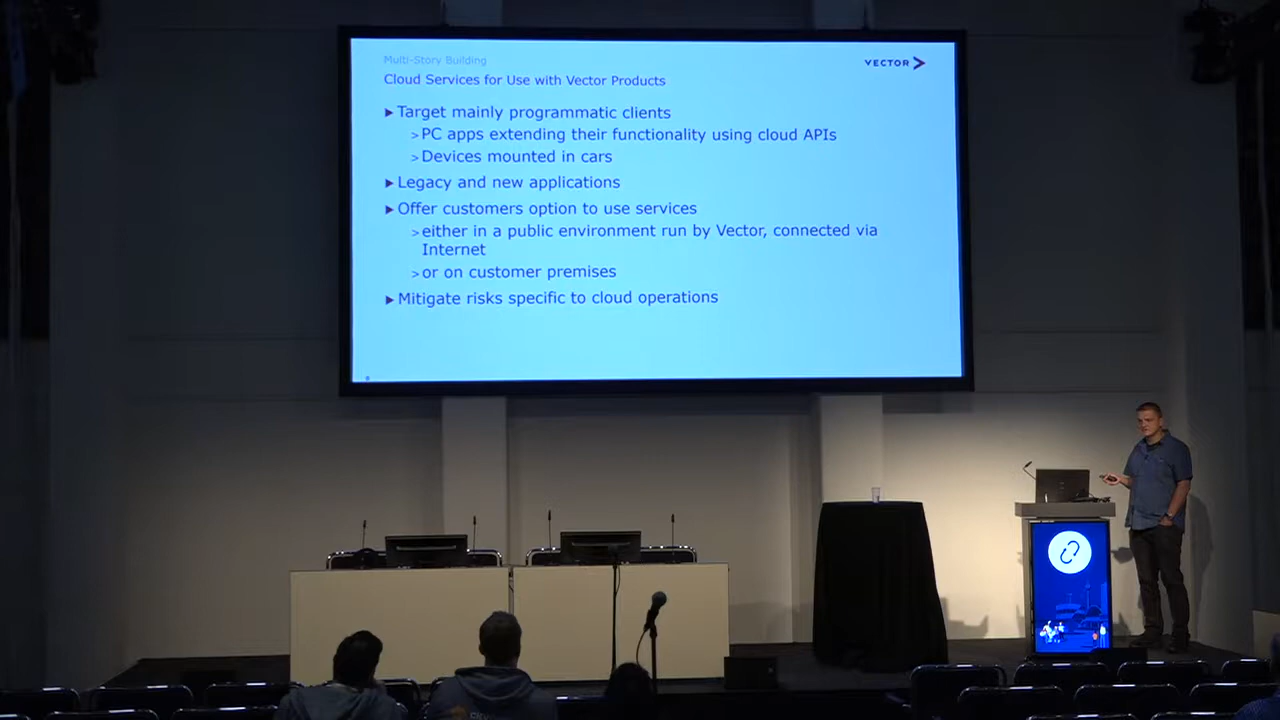 Multi-Story Building
VECTOR
Cloud Services for Use with Vector Products
Target mainly programmatic clients
> PC apps extending their functionality using cloud APIs
> Devices mounted in cars
Legacy and new applications
Offer customers option to use services
> either in a public environment run by Vector, connected via
Internet
> or on customer premises
Mitigate risks specific to cloud operations